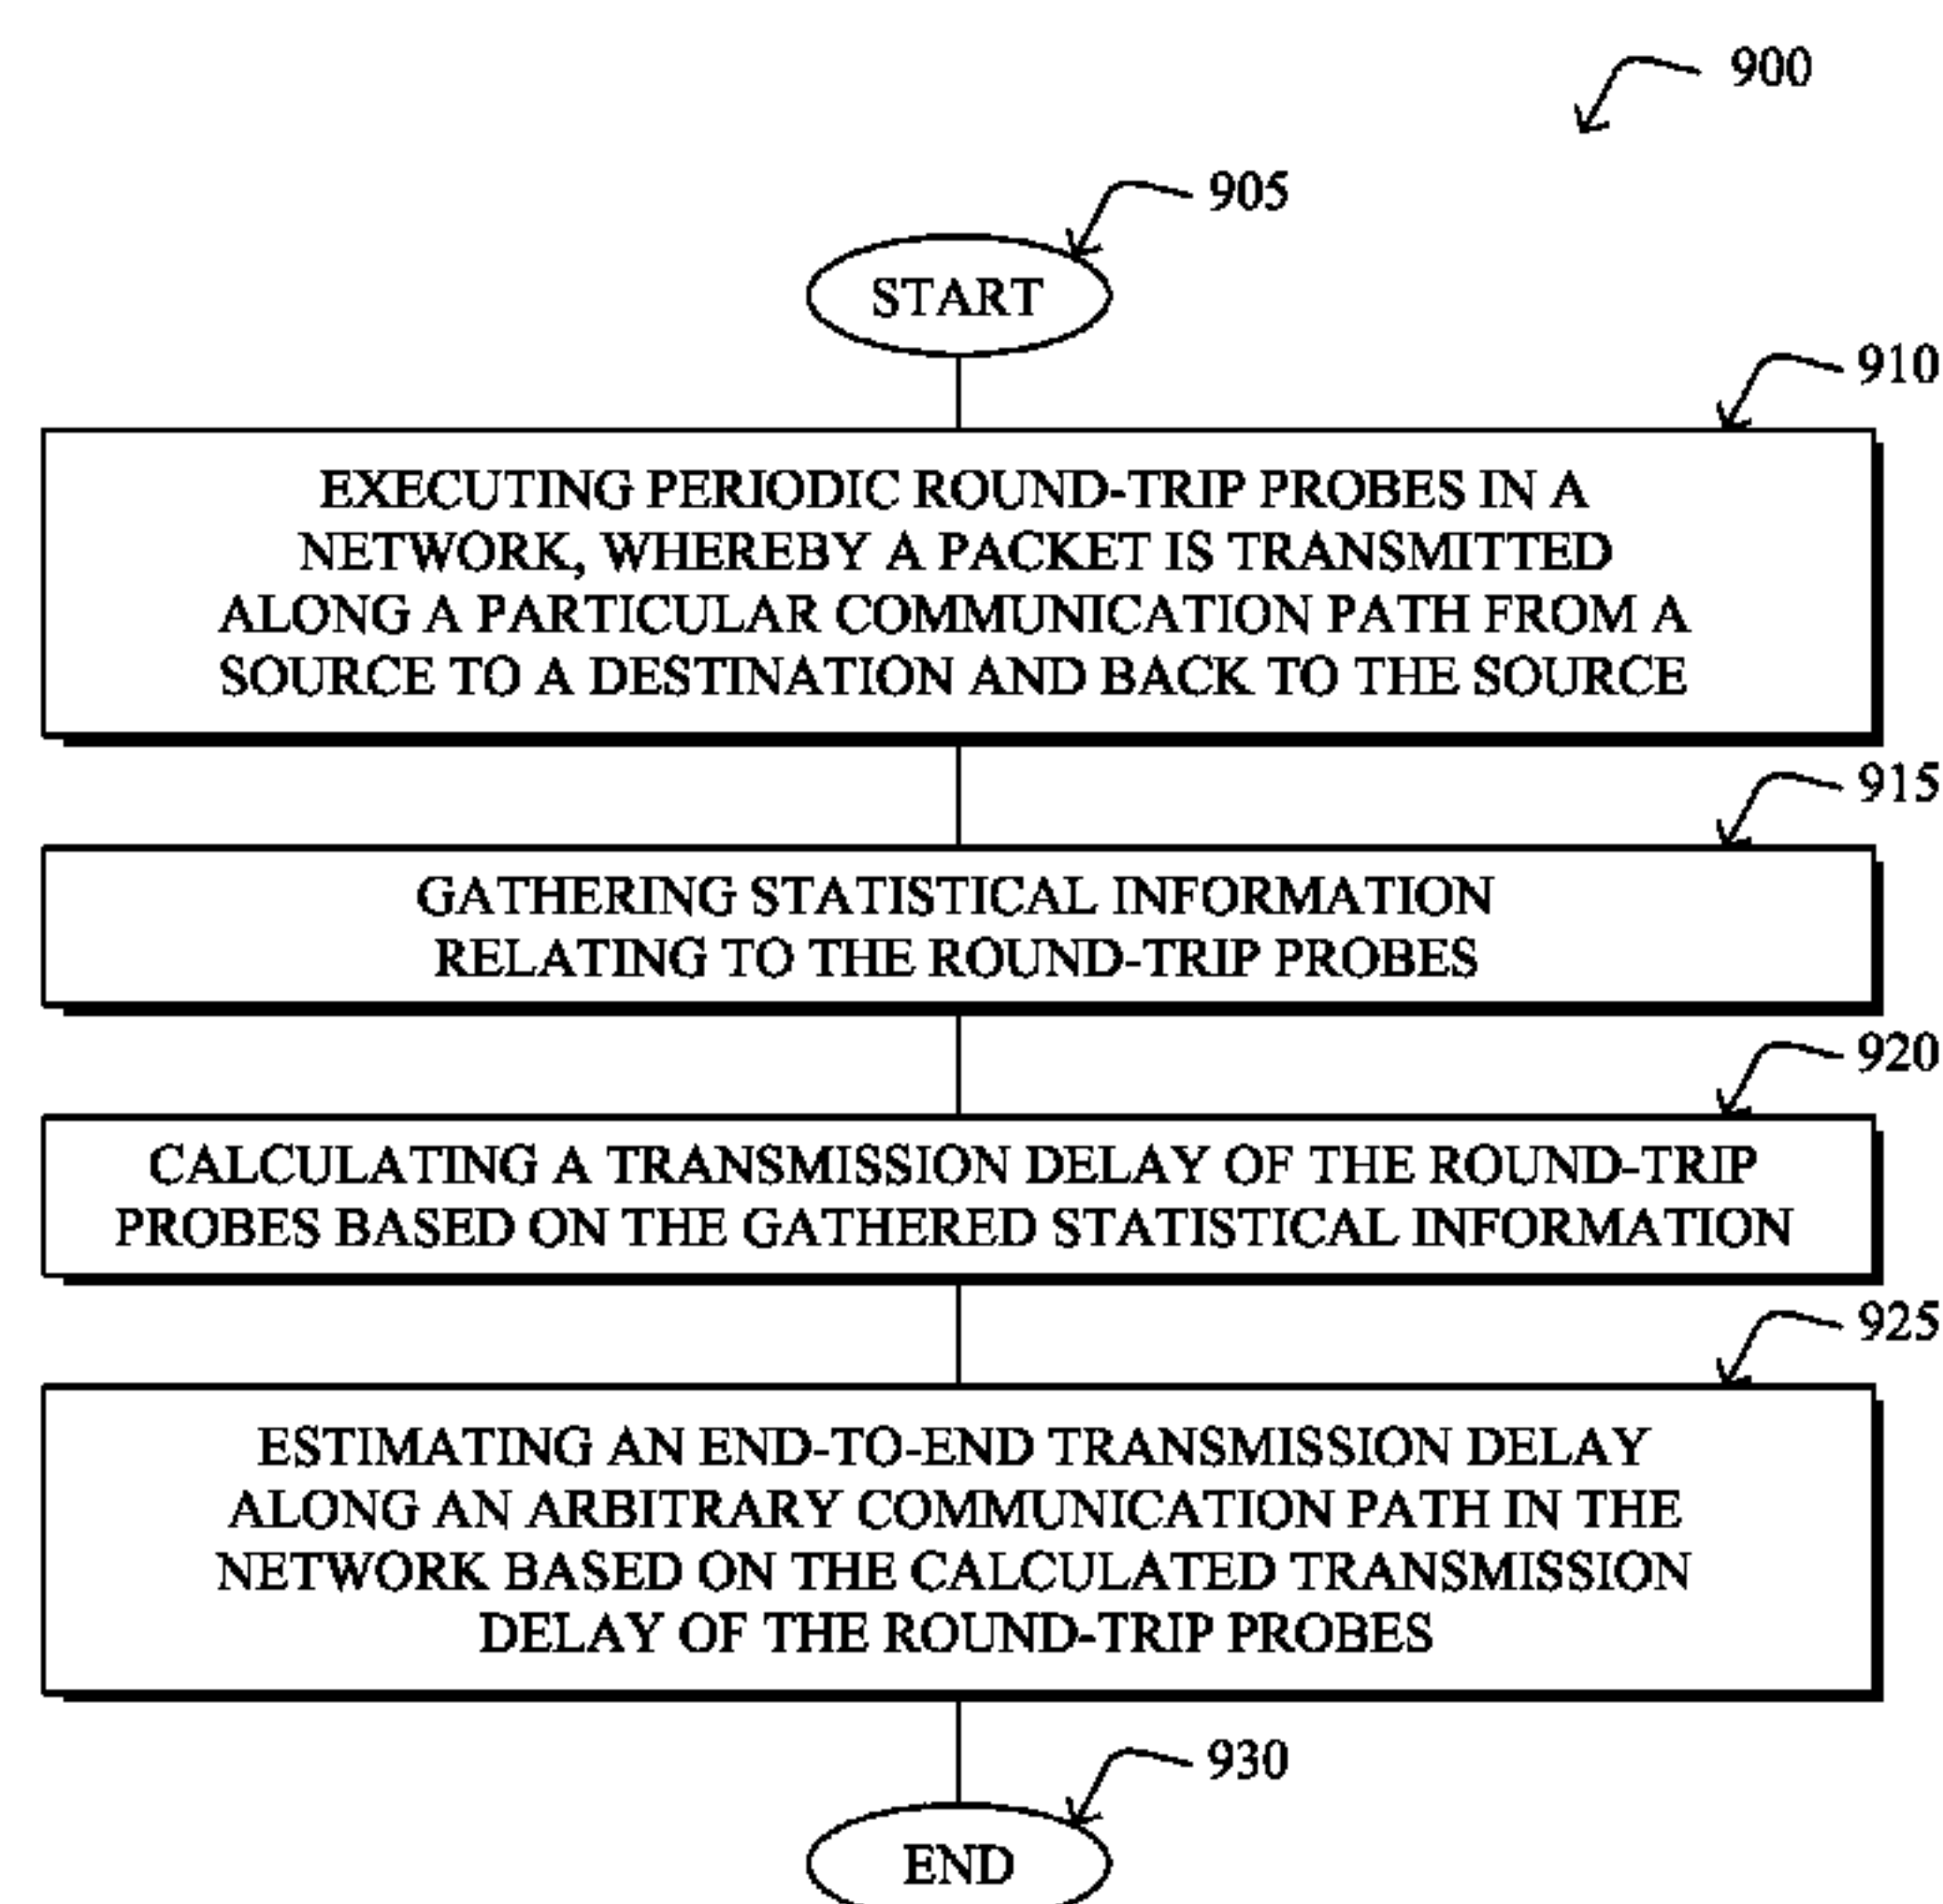 900
905
START
910
EXECUTING PERIODIC ROUND-TRIP PROBES IN A
NETWORK, WHEREBY A PACKET IS TRANSMITTED
ALONG A PARTICULAR COMMUNICATION PATH FROM A
SOURCE TO A DESTINATION AND BACK TO THE SOURCE
915
GATHERING STATISTICAL INFORMATION
RELATING TO THE ROUND-TRIP PROBES
920
CALCULATING A TRANSMISSION DELAY OF THE ROUND-TRIP
PROBES BASED ON THE GATHERED STATISTICAL INFORMATION
925
ESTIMATING AN END-TO-END TRANSMISSION DELAY
ALONG AN ARBITRARY COMMUNICATION PATH IN THE
NETWORK BASED ON THE CALCULATED TRANSMISSION
DELAY OF THE ROUND-TRIP PROBES
930
END